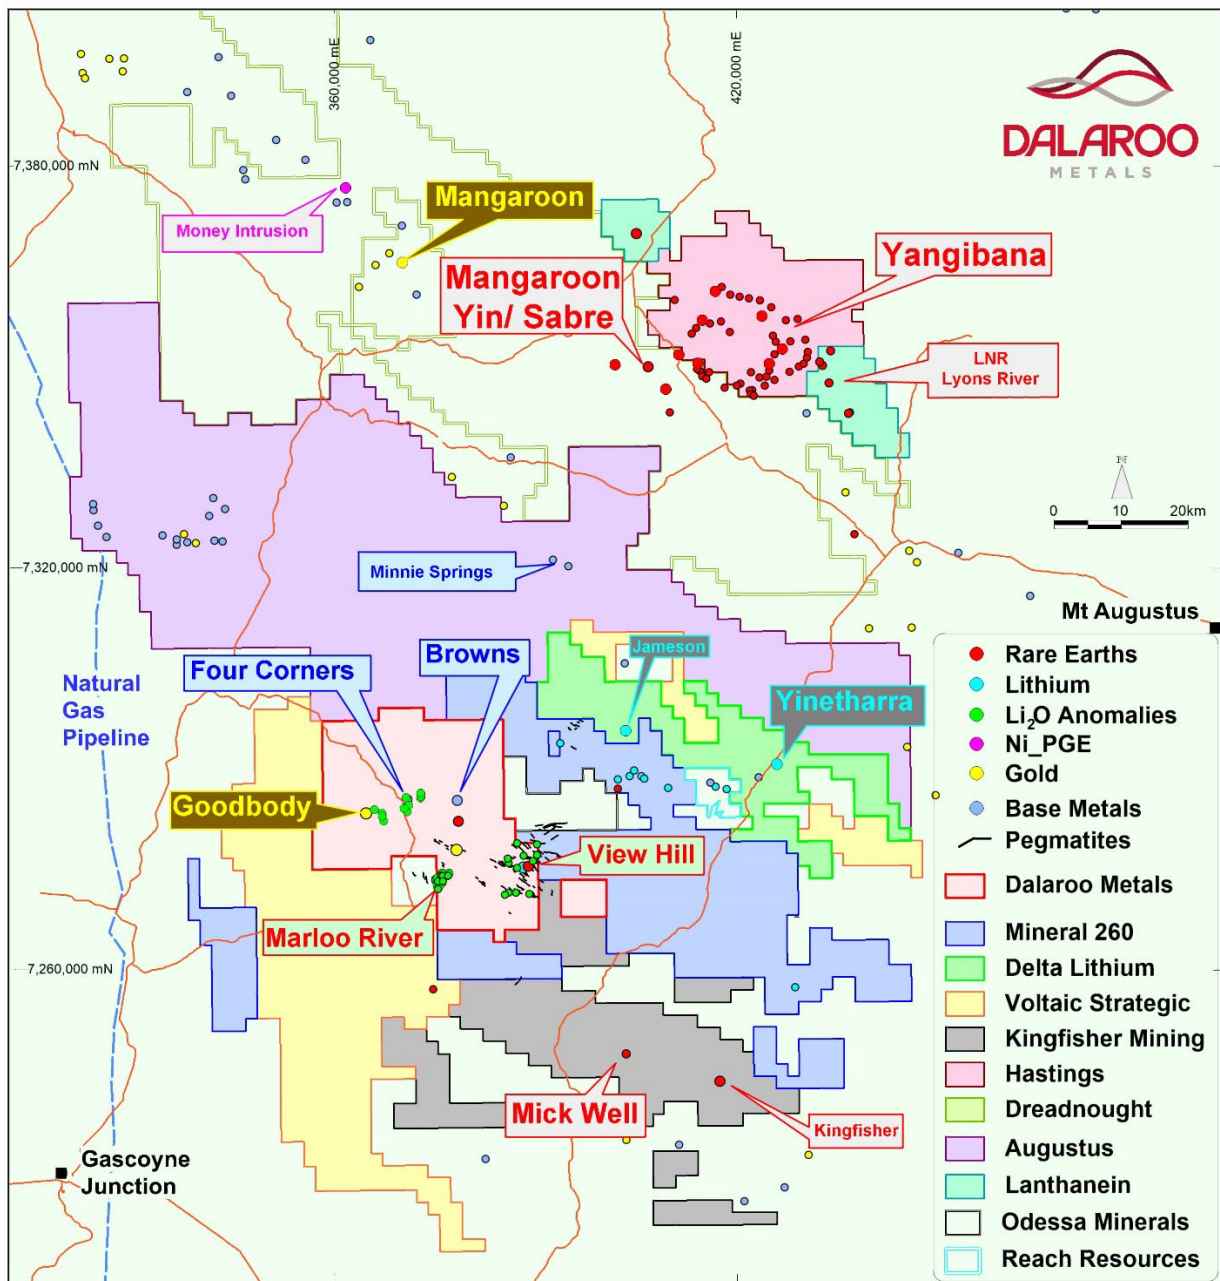 360,000 mE
420,000 mE
DALAROO
METALS
7,380,000 mN
Mangaroon
Money Intrusion
Mangaroon
Yin/ Sabre
Yangibana
LNR
Lyons River
N
0 10 20km
7,320,000 mN
Minnie Springs
Mt Augustus
Four Corners
Browns
Jameson
Natural
Gas
Pipeline
Yinetharra
Goodbody
View Hill
Marloo River
7,260,000 mN
Mick Well
Kingfisher
Gascoyne
Junction
Rare Earths
Lithium
Li₂O Anomalies
Ni_PGE
Gold
Base Metals
Pegmatites
Dalaroo Metals
Mineral 260
Delta Lithium
Voltaic Strategic
Kingfisher Mining
Hastings
Dreadnought
Augustus
Lanthanein
Odessa Minerals
Reach Resources